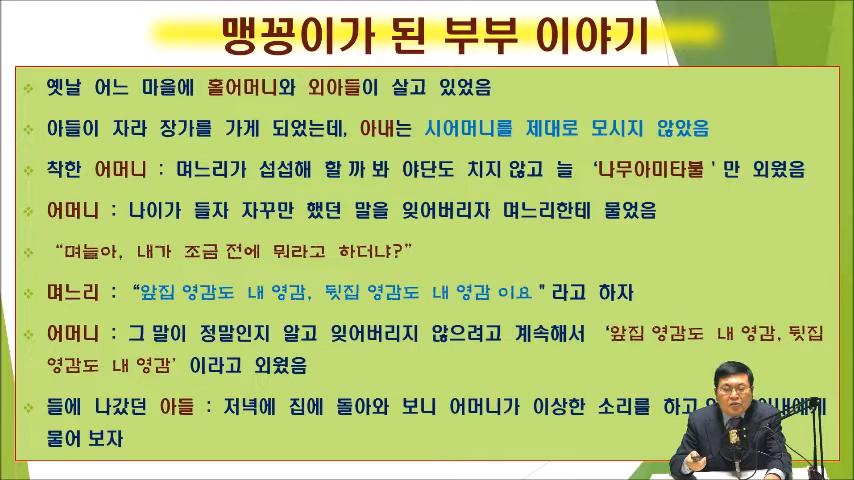 맹꽁이가 된 부부 이야기
옛날 어느 마을에 홀어머니와 외아들이 살고 있었음
아들이 자라 장가를 가게 되었는데, 아내는 시어머니를 제대로 모시지 않았음
착한 어머니 : 며느리가 섭섭해 할 까 봐 야단도 치지 않고 늘 ‘나무아미타불 ' 만 외웠음
어머니 : 나이가 들자 자꾸만 했던 말을 잊어버리자 며느리한테 물었음
“며늘아, 내가 조금 전에 뭐라고 하더냐?”
며느리 : “앞집 영감도 내 영감, 뒷집 영감도 내 영감 이요 " 라고 하자
어머니 : 그 말이 정말인지 알고 잊어버리지 않으려고 계속해서 ‘앞집 영감도 내 영감, 뒷집
영감도 내 영감’ 이라고 외웠음
들에 나갔던 아들 : 저녁에 집에 돌아와 보니 어머니가 이상한 소리를 하고
물어 보자